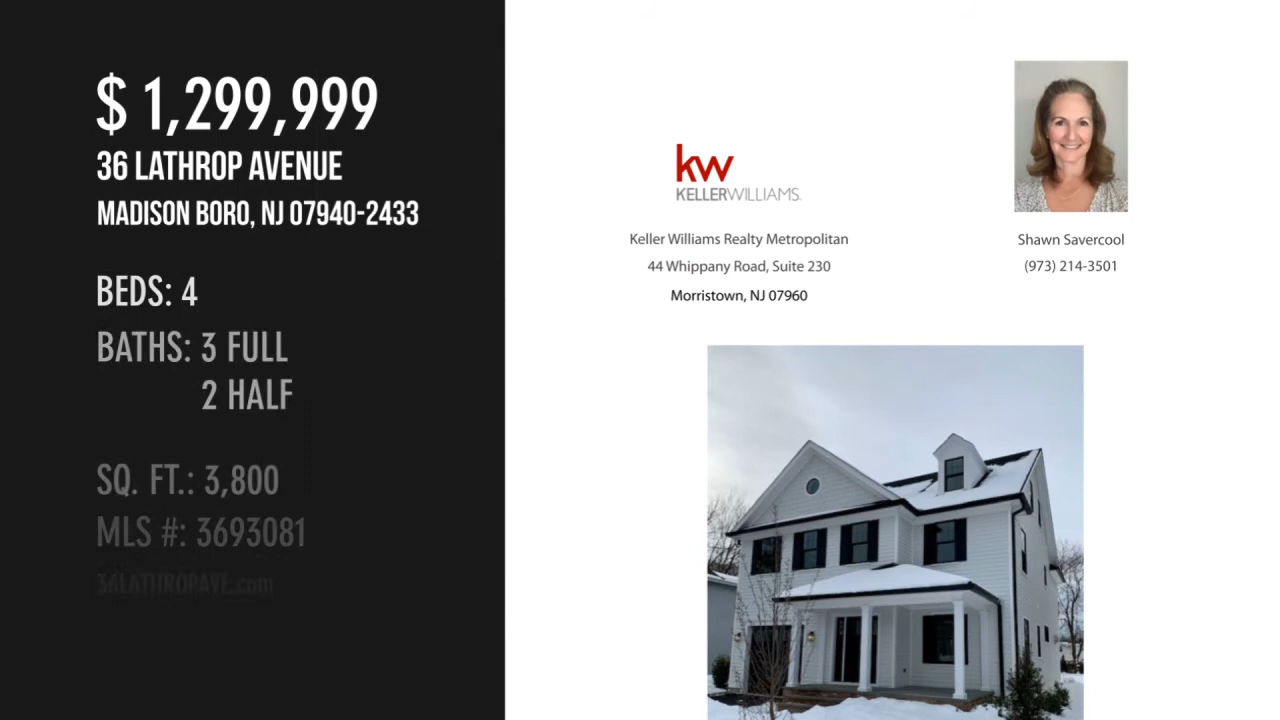 $ 1,299,999
36 LATHROP AVENUE
MADISON BORO, NJ 07940-2433
BEDS: 4
BATHS: 3 FULL
2 HALF
SQ. FT.: 3,800
MLS #: 3693081
36LATHROPAVE.com
kw
KELLERWILLIAMS.
Keller Williams Realty Metropolitan
44 Whippany Road, Suite 230
Morristown, NJ 07960
Shawn Savercool
(973) 214-3501